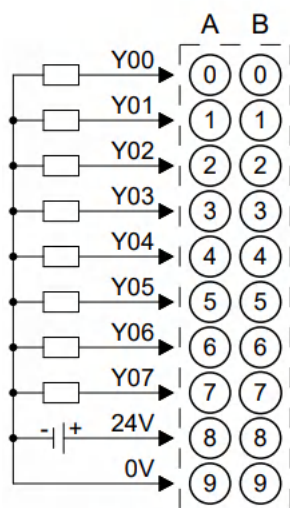 A B
Y00 0 0
Y01 1 1
Y02 2 2
Y03 3 3
Y04 4 4
Y05 5 5
Y06 6 6
Y07 7 7
- + 24V 8 8
0V 9 9